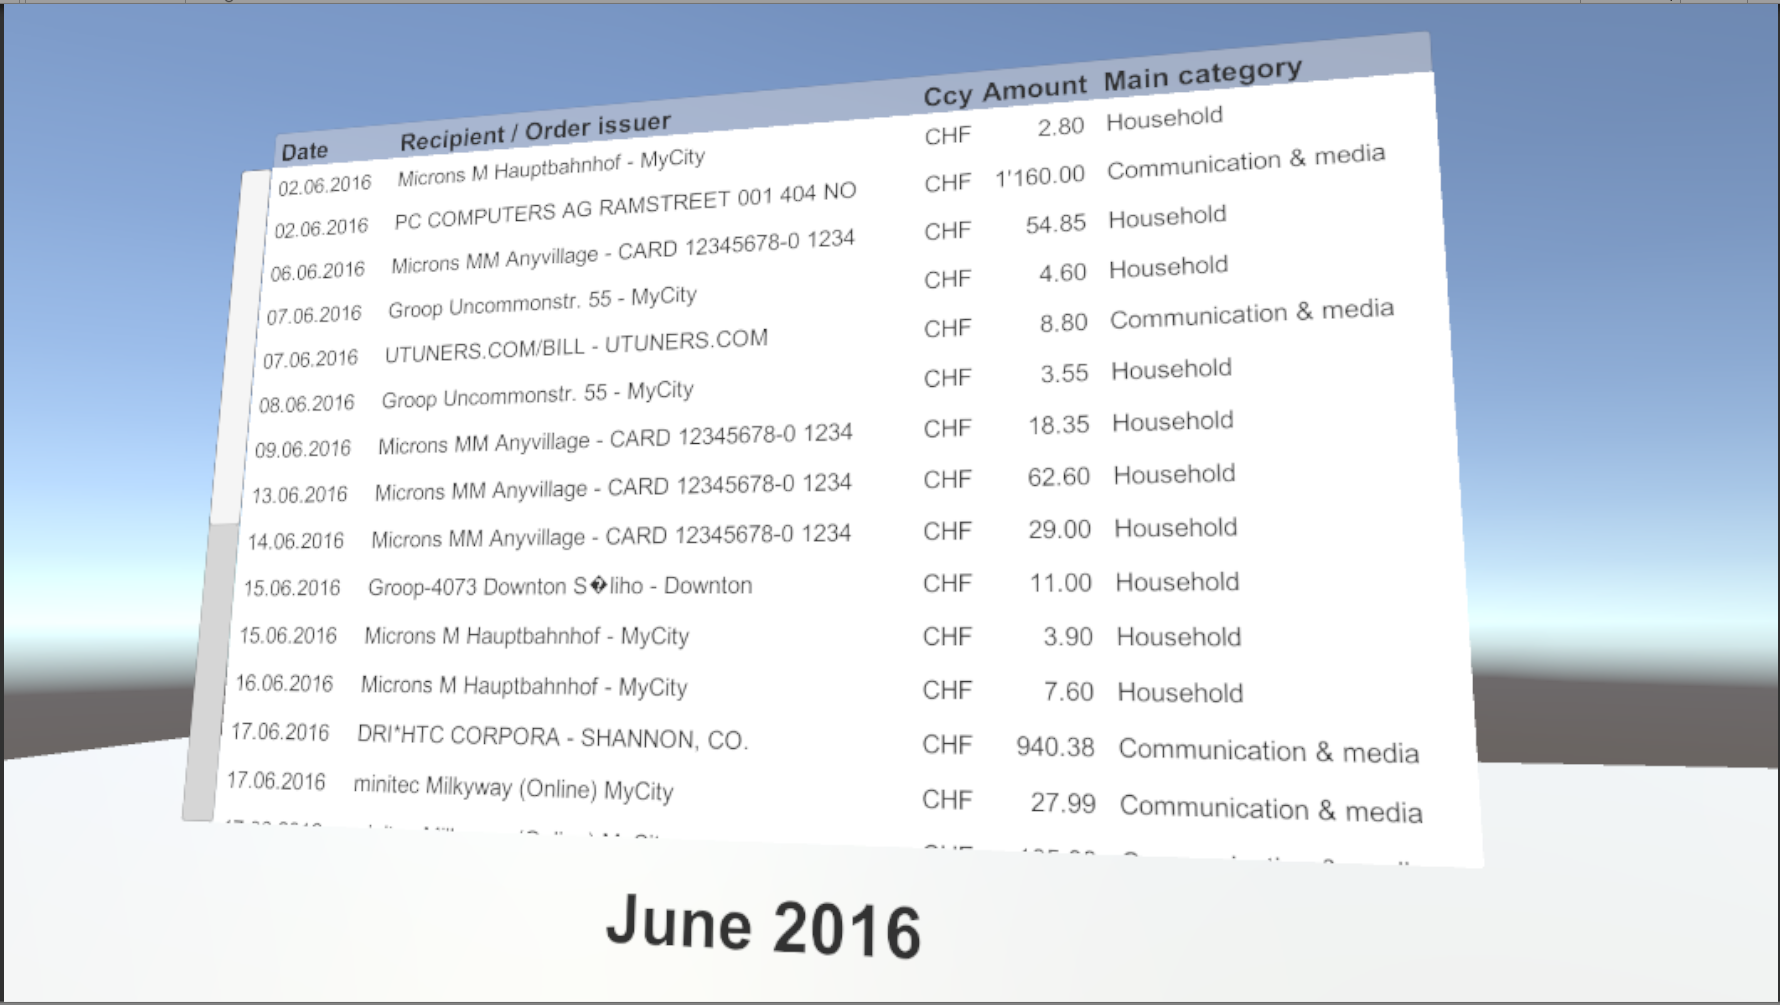 Date Recipient / Order issuer Ccy Amount Main category
02.06.2016 Microns M Hauptbahnhof - MyCity CHF 2.80 Household
02.06.2016 PC COMPUTERS AG RAMSTREET 001 404 NO CHF 1'160.00 Communication & media
06.06.2016 Microns MM Anyvillage - CARD 12345678-0 1234 CHF 54.85 Household
07.06.2016 Groop Uncommonstr. 55 - MyCity CHF 4.60 Household
07.06.2016 UTUNERS.COM/BILL - UTUNERS.COM CHF 8.80 Communication & media
08.06.2016 Groop Uncommonstr. 55 - MyCity CHF 3.55 Household
09.06.2016 Microns MM Anyvillage - CARD 12345678-0 1234 CHF 18.35 Household
13.06.2016 Microns MM Anyvillage - CARD 12345678-0 1234 CHF 62.60 Household
14.06.2016 Microns MM Anyvillage - CARD 12345678-0 1234 CHF 29.00 Household
15.06.2016 Groop-4073 Downton S�liho - Downton CHF 11.00 Household
15.06.2016 Microns M Hauptbahnhof - MyCity CHF 3.90 Household
16.06.2016 Microns M Hauptbahnhof - MyCity CHF 7.60 Household
17.06.2016 DRI*HTC CORPORA - SHANNON, CO. CHF 940.38 Communication & media
17.06.2016 minitec Milkyway (Online) MyCity CHF 27.99 Communication & media
June 2016